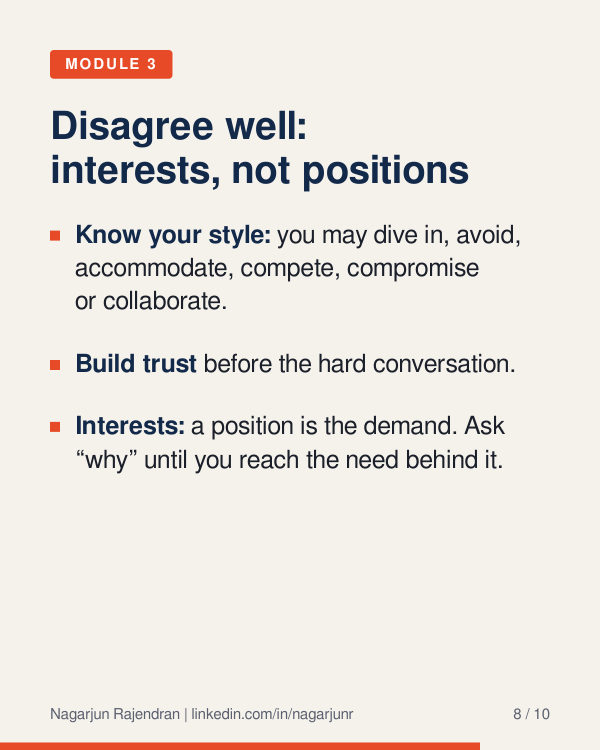 MODULE 3
Disagree well:
interests, not positions
Know your style: you may dive in, avoid,
accommodate, compete, compromise
or collaborate.
Build trust before the hard conversation.
Interests: a position is the demand. Ask
“why” until you reach the need behind it.
Nagarjun Rajendran | linkedin.com/in/nagarjunr
8 / 10